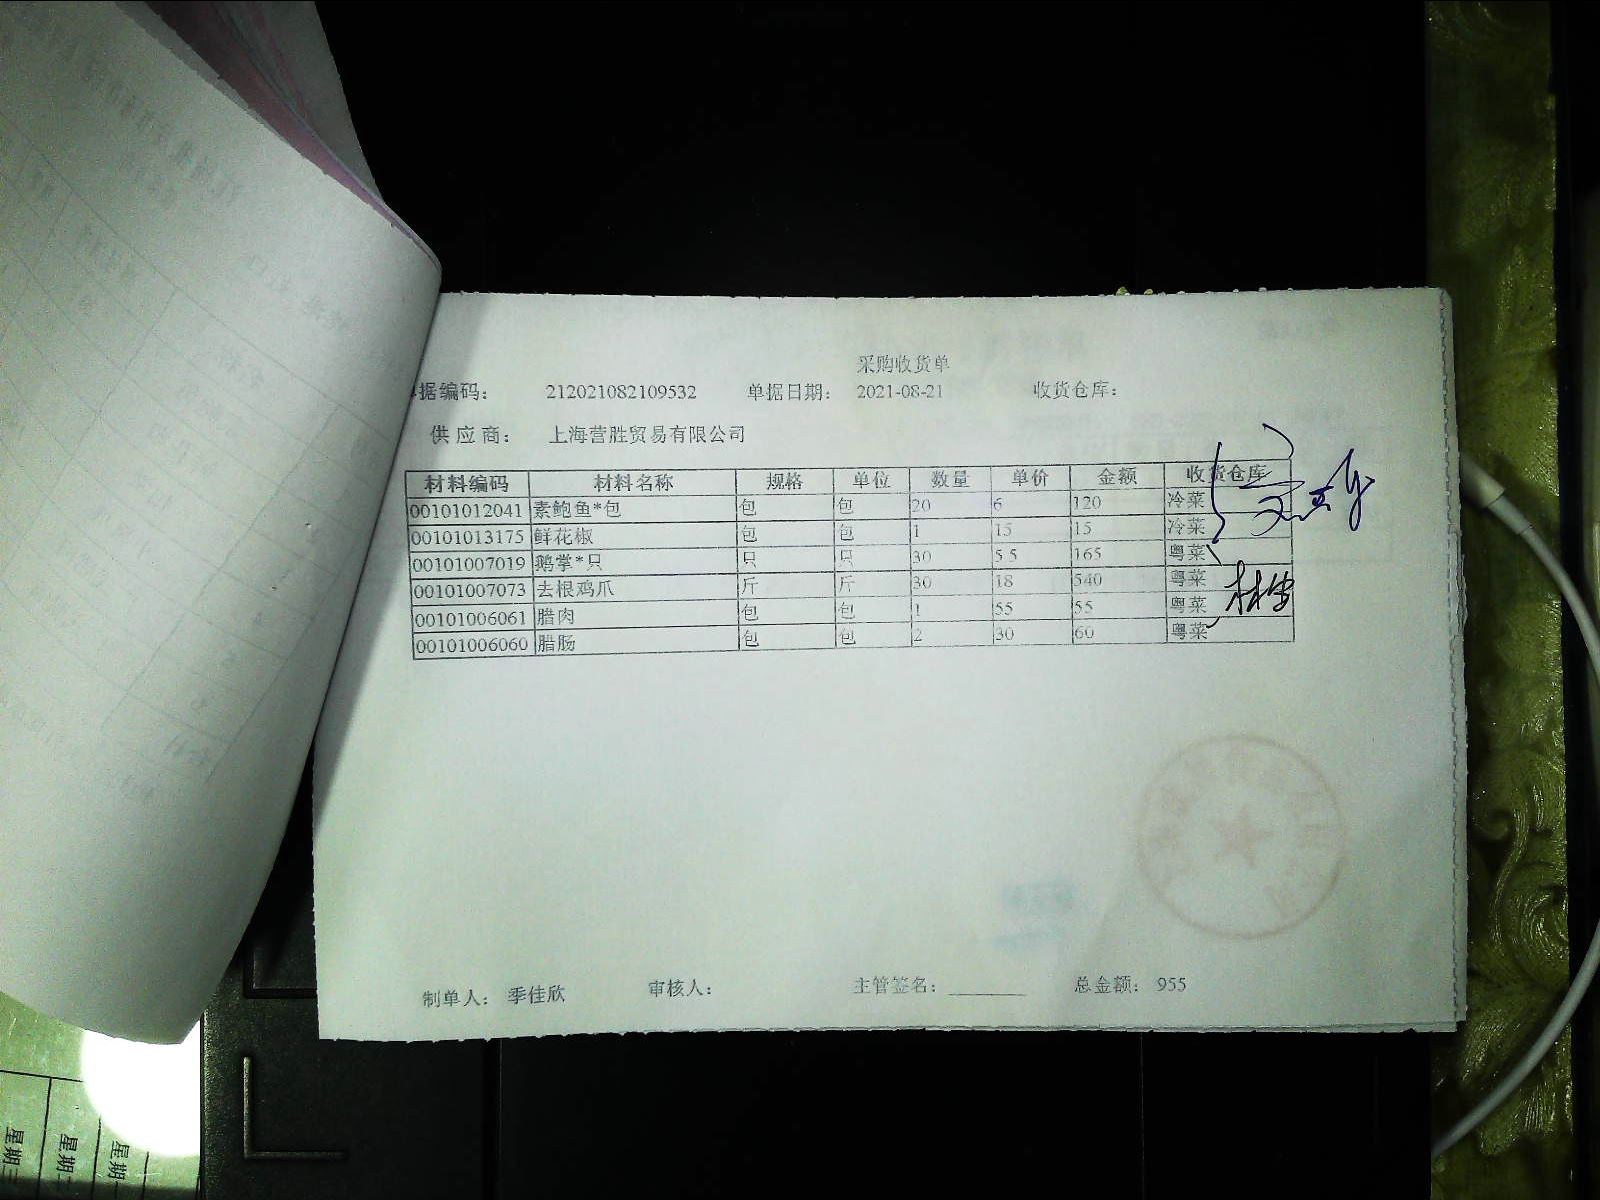 采购收货单
据编码： 212021082109532 单据日期： 2021-08-21 收货仓库：
供应商： 上海营胜贸易有限公司
材料编码 材料名称 规格 单位 数量 单价 金额 收货仓库
00101012041 素鲍鱼*包 包 包 20 6 120 冷菜
00101013175 鲜花椒 包 包 1 15 15 冷菜
00101007019 鹅掌*只 只 只 30 5.5 165 粤菜
00101007073 去根鸡爪 斤 斤 30 18 540 粤菜
00101006061 腊肉 包 包 1 55 55 粤菜
00101006060 腊肠 包 包 2 30 60 粤菜
制单人： 季佳欣 审核人： 主管签名： 总金额： 955
星期三
星期
星期